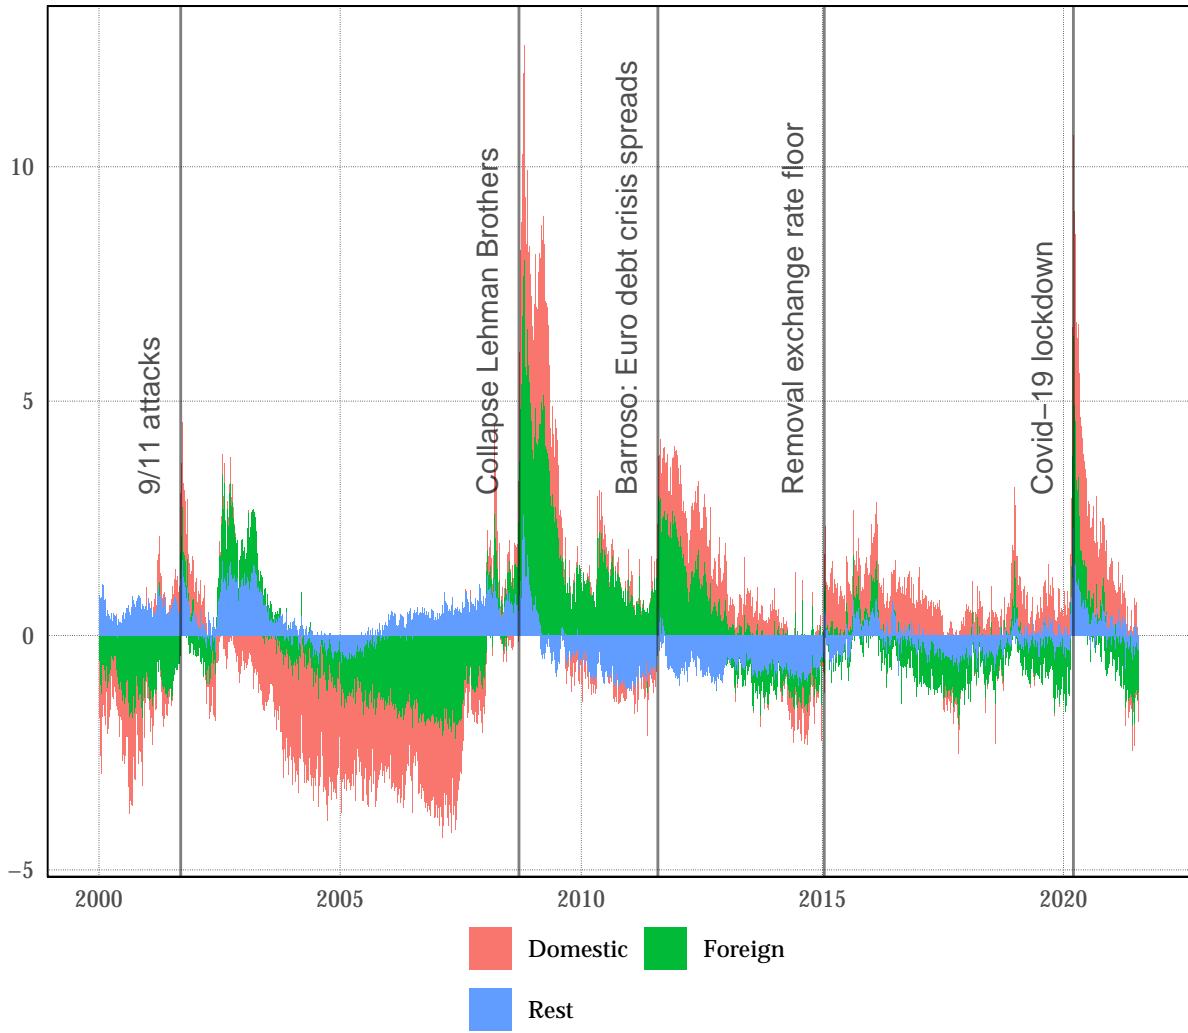 10
5
0
−5
9/11 attacks
Collapse Lehman Brothers
Barroso: Euro debt crisis spreads
Removal exchange rate floor
Covid−19 lockdown
2000
2005
2010
2015
2020
Domestic
Foreign
Rest